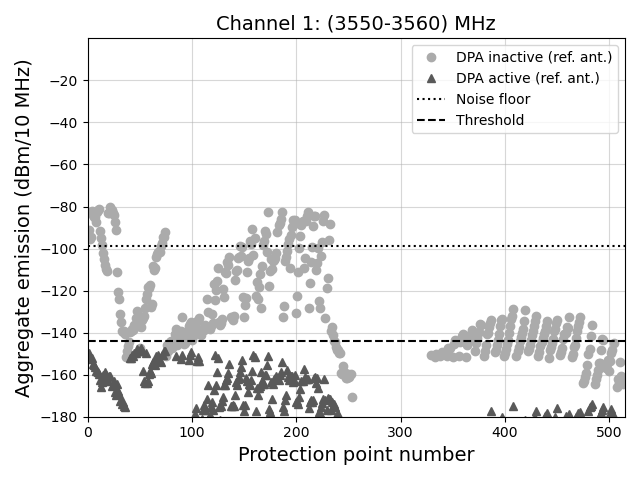 Channel 1: (3550-3560) MHz
DPA inactive (ref. ant.)
DPA active (ref. ant.)
Noise floor
Threshold
Aggregate emission (dBm/10 MHz)
−20
−40
−60
−80
−100
−120
−140
−160
−180
0
100
200
300
400
500
Protection point number